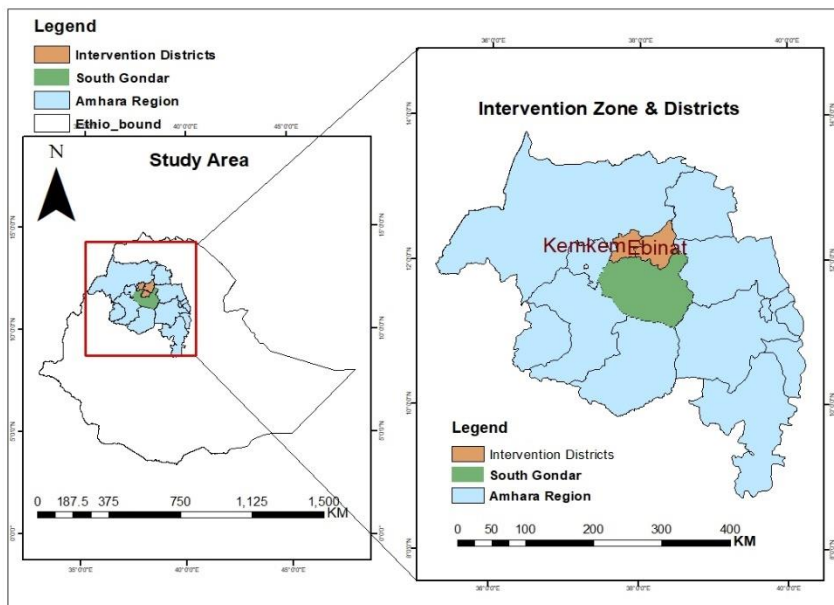 Legend
Intervention Districts
South Gondar
Amhara Region
Ethio_bound
N
Study Area
0 187.5 375 750 1,125 1,500
KM
Intervention Zone & Districts
Kemkem Ebinat
Legend
Intervention Districts
South Gondar
Amhara Region
0 50 100 200 300 400
KM